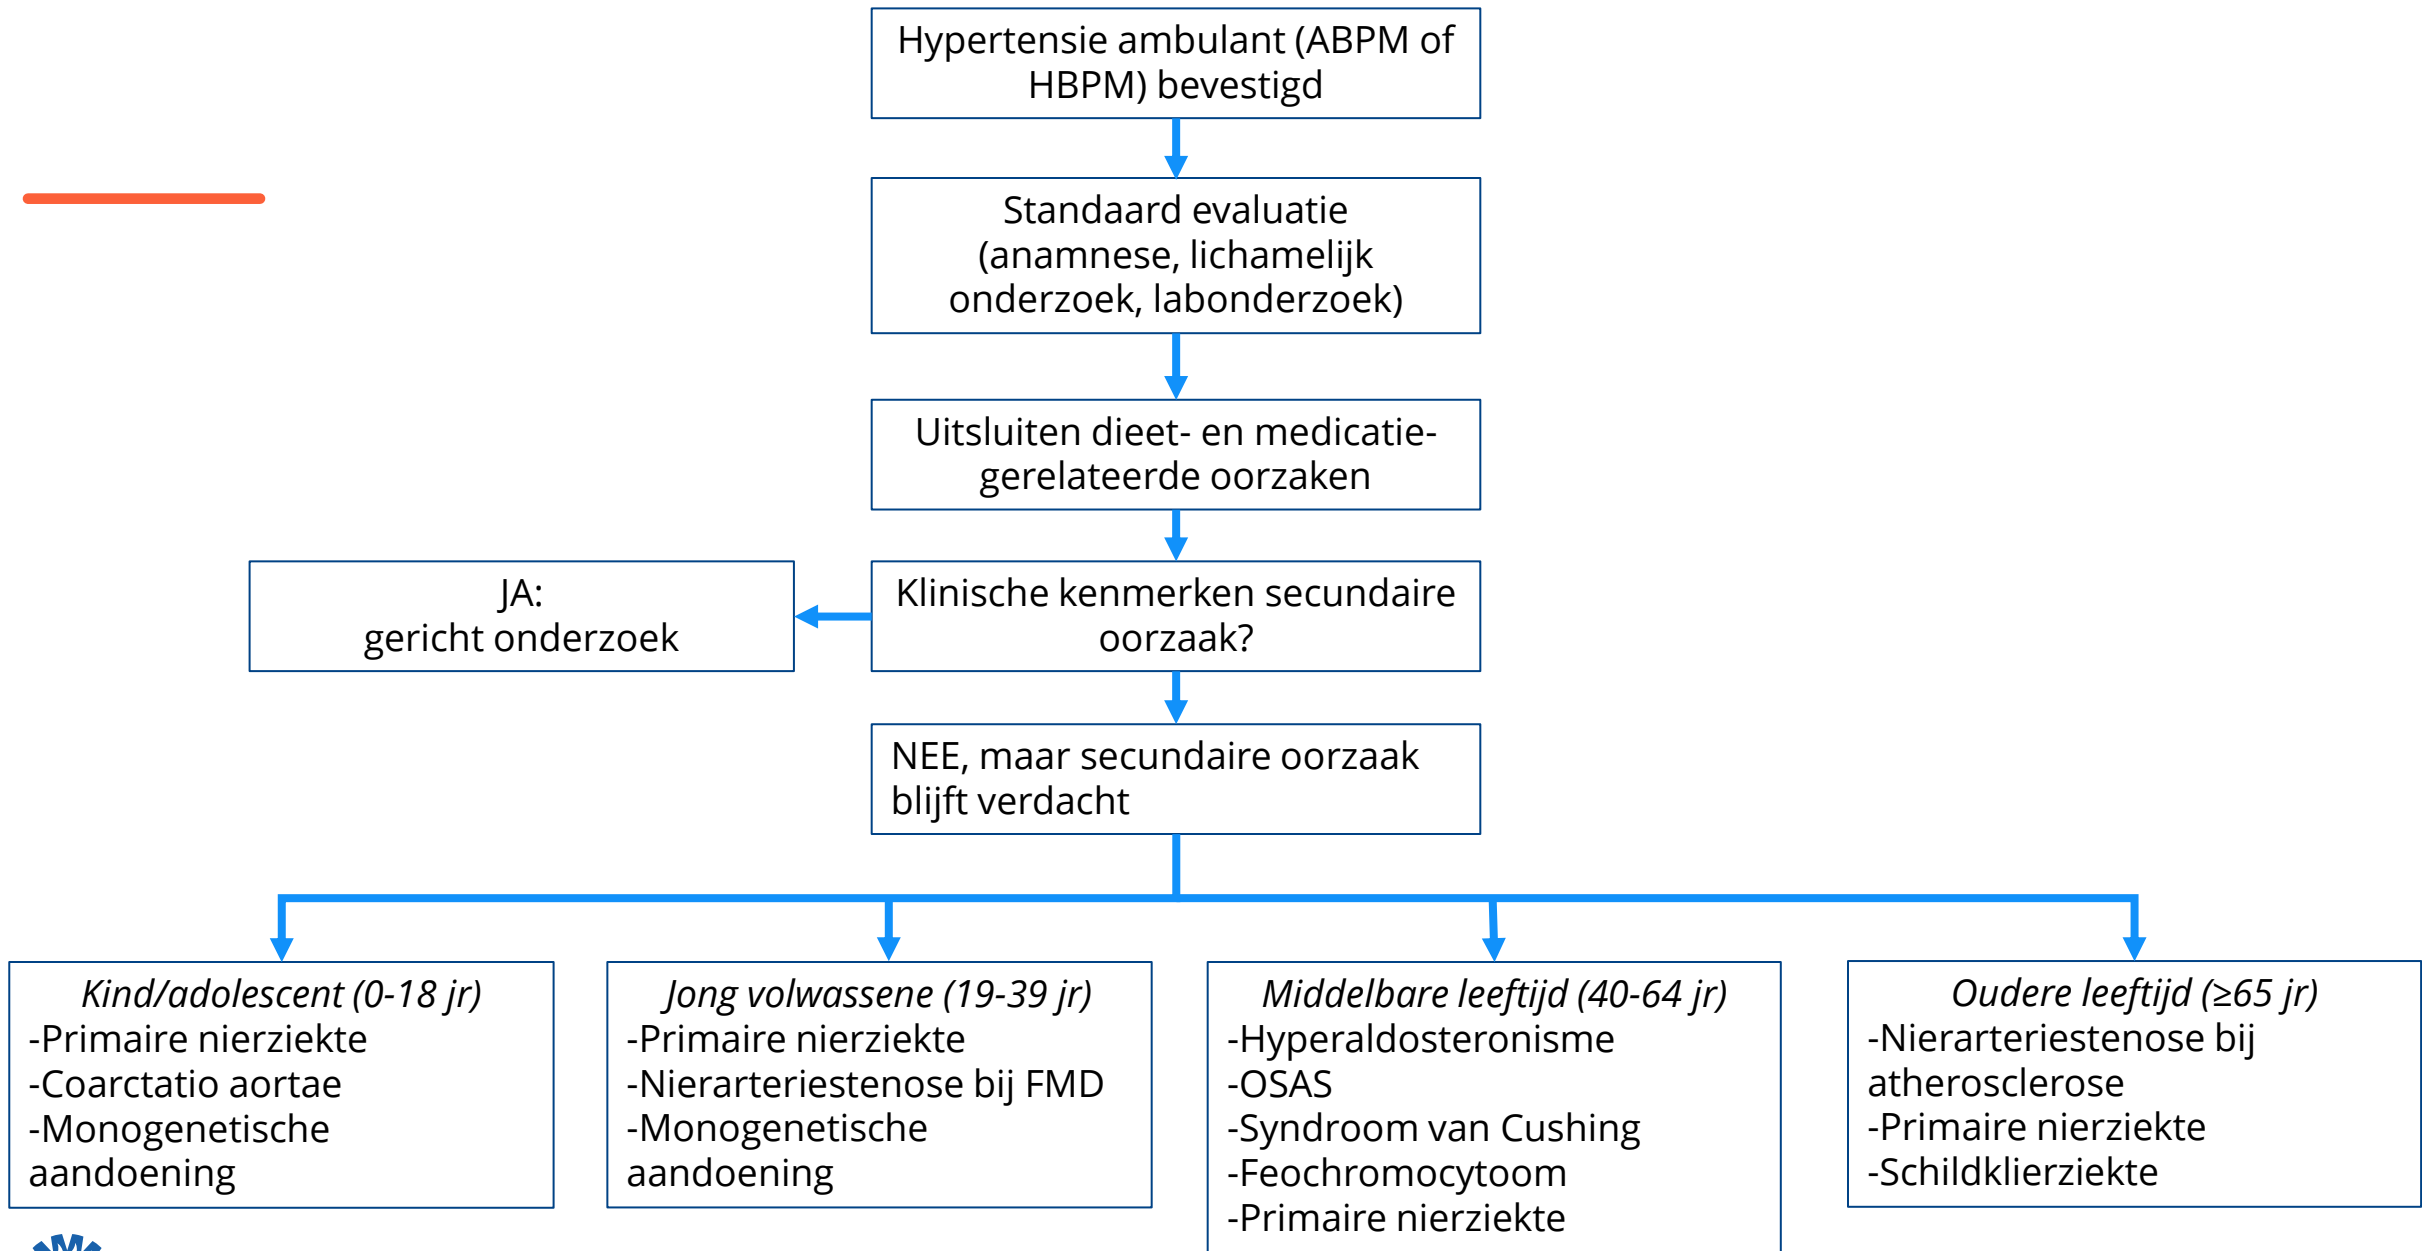 Hypertensie ambulant (ABPM of
HBPM) bevestigd
Standaard evaluatie
(anamnese, lichamelijk
onderzoek, labonderzoek)
Uitsluiten dieet- en medicatie-
gerelateerde oorzaken
JA:
gericht onderzoek
Klinische kenmerken secundaire
oorzaak?
NEE, maar secundaire oorzaak
blijft verdacht
Kind/adolescent (0-18 jr)
-Primaire nierziekte
-Coarctatio aortae
-Monogenetische
aandoening
Jong volwassene (19-39 jr)
-Primaire nierziekte
-Nierarteriestenose bij FMD
-Monogenetische
aandoening
Middelbare leeftijd (40-64 jr)
-Hyperaldosteronisme
-OSAS
-Syndroom van Cushing
-Feochromocytoom
-Primaire nierziekte
Oudere leeftijd (≥65 jr)
-Nierarteriestenose bij
atherosclerose
-Primaire nierziekte
-Schildklierziekte